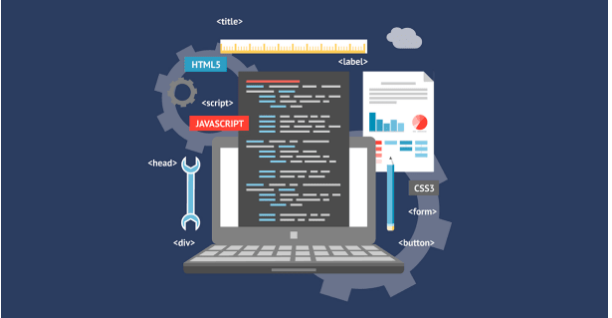 <title>
<label>
HTML5
<script>
JAVASCRIPT
<head>
CSS3
<form>
<div>
<button>